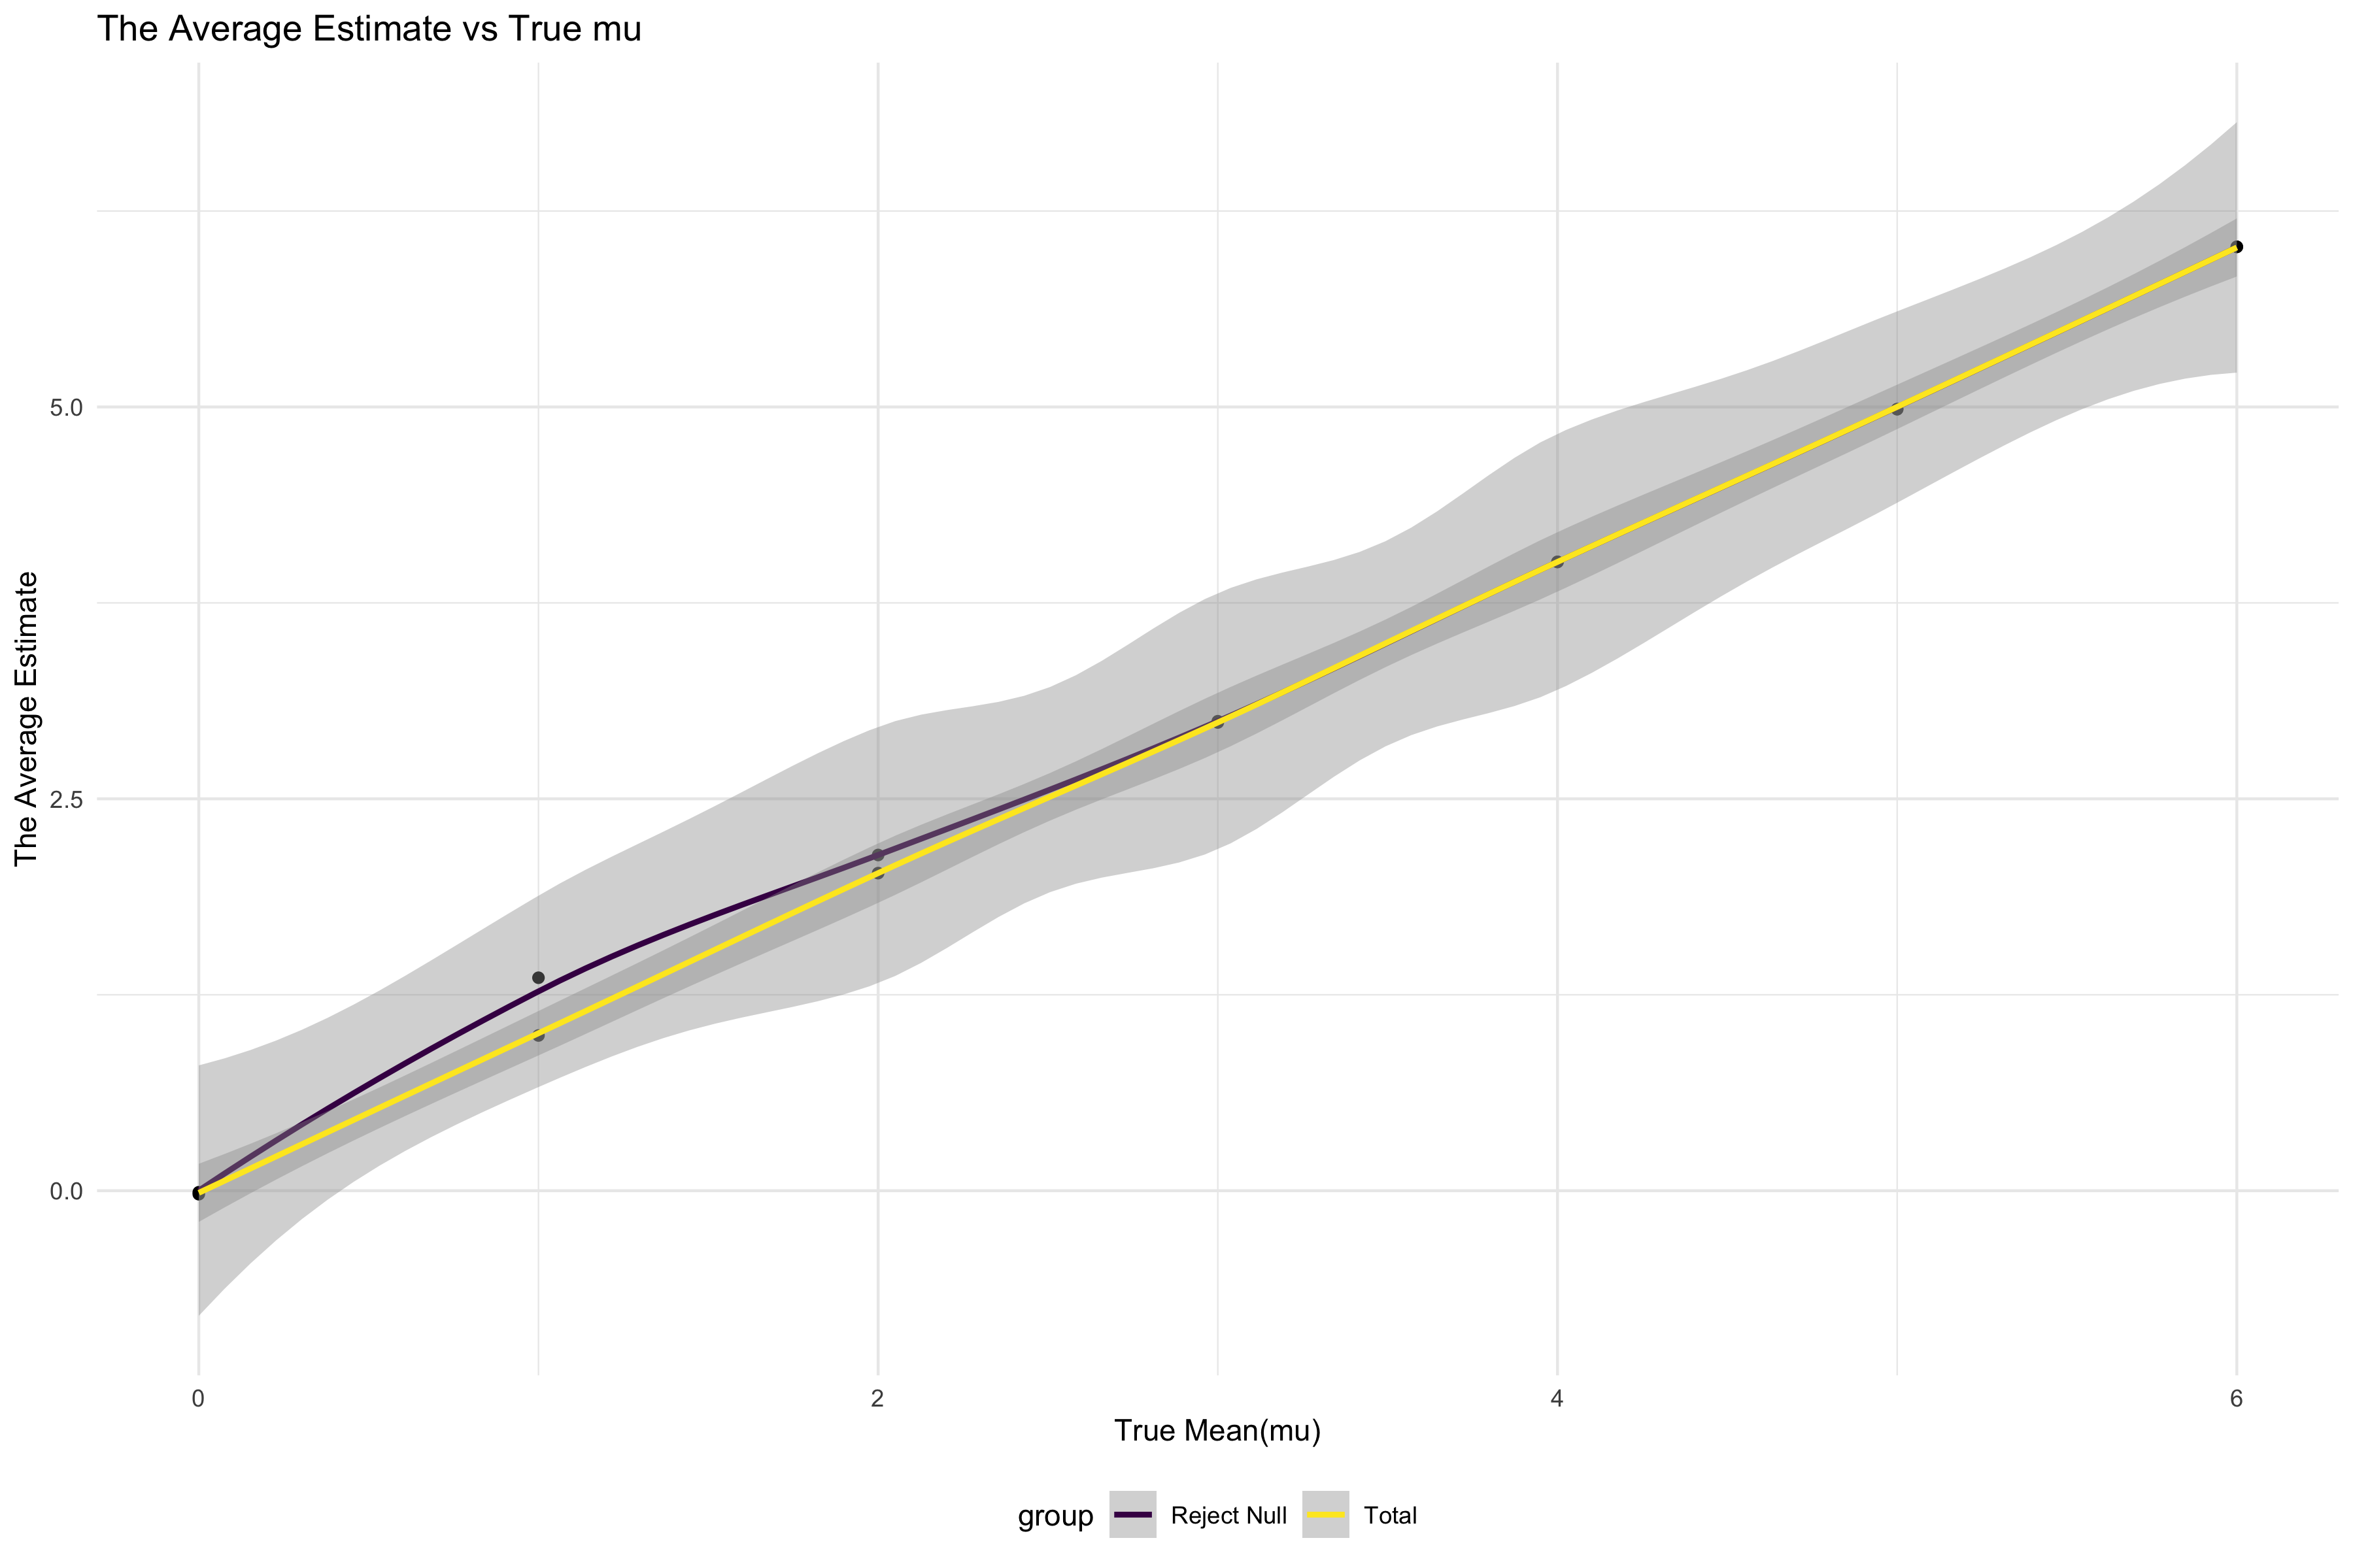 The Average Estimate vs True mu
The Average Estimate
5.0
2.5
0.0
0 2 4 6
True Mean(mu)
group Reject Null Total